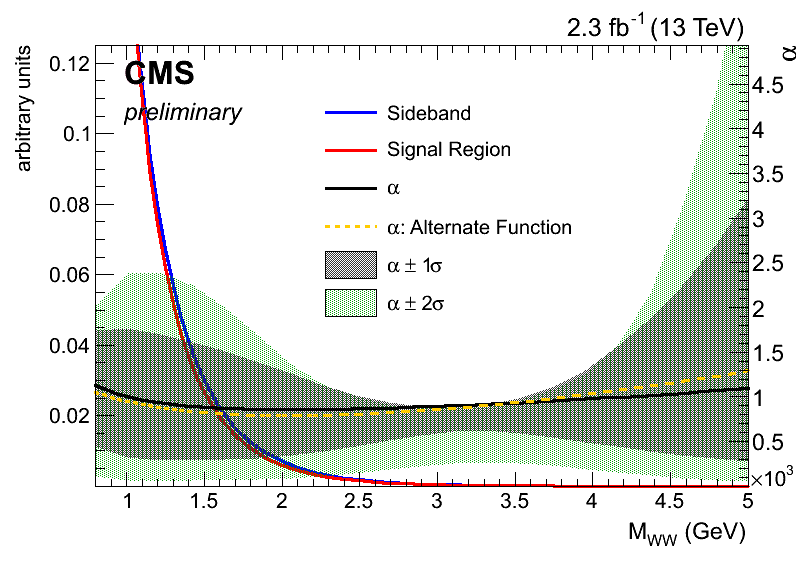 2.3 fb⁻¹ (13 TeV)
CMS
preliminary
arbitrary units
α
0.12
0.1
0.08
0.06
0.04
0.02
Sideband
Signal Region
α
α: Alternate Function
α ± 1σ
α ± 2σ
4.5
4
3.5
3
2.5
2
1.5
1
0.5
×10³
1 1.5 2 2.5 3 3.5 4 4.5 5
M_WW (GeV)